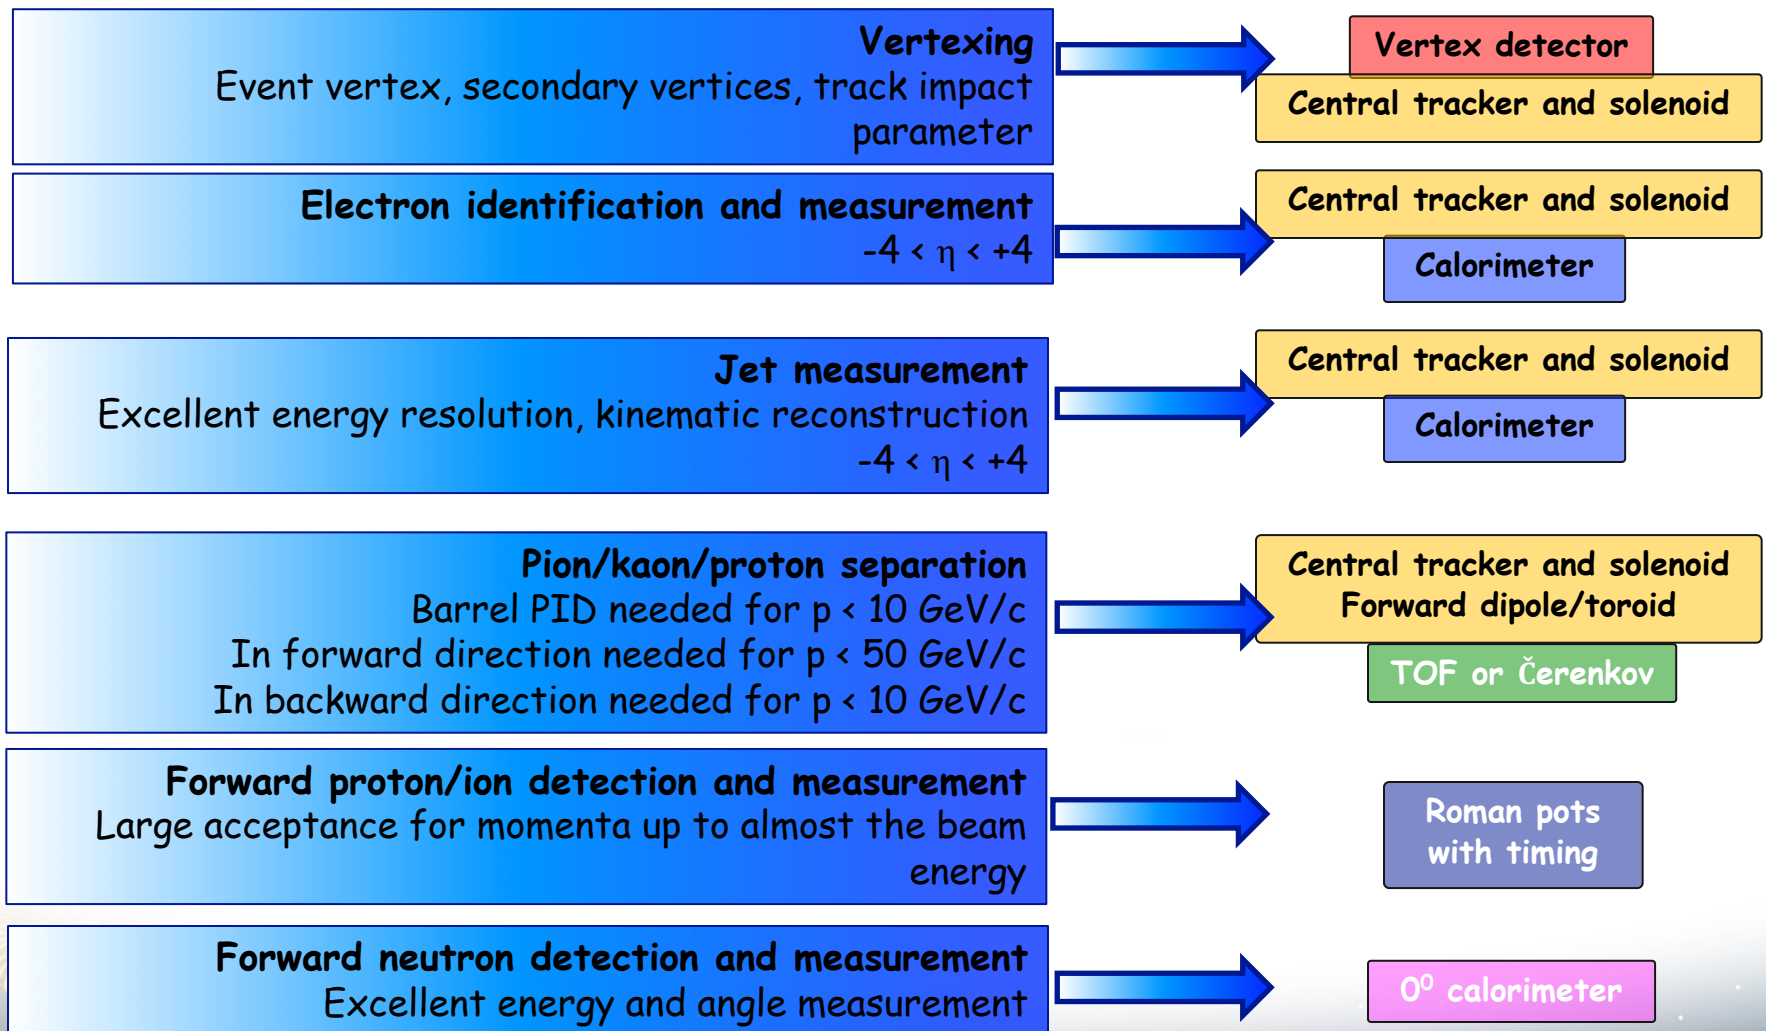 Vertexing
Event vertex, secondary vertices, track impact
parameter
Vertex detector
Central tracker and solenoid
Electron identification and measurement
-4 < η < +4
Central tracker and solenoid
Calorimeter
Jet measurement
Excellent energy resolution, kinematic reconstruction
-4 < η < +4
Central tracker and solenoid
Calorimeter
Pion/kaon/proton separation
Barrel PID needed for p < 10 GeV/c
In forward direction needed for p < 50 GeV/c
In backward direction needed for p < 10 GeV/c
Central tracker and solenoid
Forward dipole/toroid
TOF or Čerenkov
Forward proton/ion detection and measurement
Large acceptance for momenta up to almost the beam
energy
Roman pots
with timing
Forward neutron detection and measurement
Excellent energy and angle measurement
0⁰ calorimeter